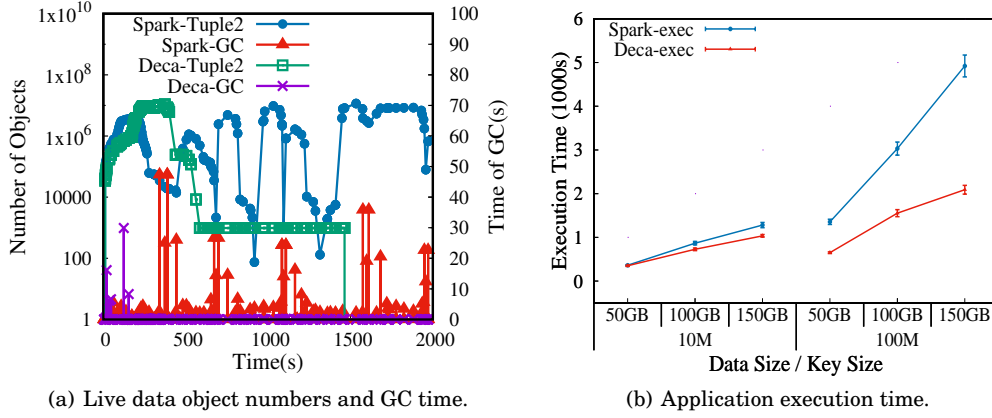 1x10^10
1x10^8
1x10^6
10000
100
1
Number of Objects
Spark-Tuple2
Spark-GC
Deca-Tuple2
Deca-GC
100
90
80
70
60
50
40
30
20
10
0
Time of GC(s)
0 500 1000 1500 2000
Time(s)
(a) Live data object numbers and GC time.
6
5
4
3
2
1
0
Execution Time (1000s)
Spark-exec
Deca-exec
50GB 100GB 150GB 50GB 100GB 150GB
10M 100M
Data Size / Key Size
(b) Application execution time.